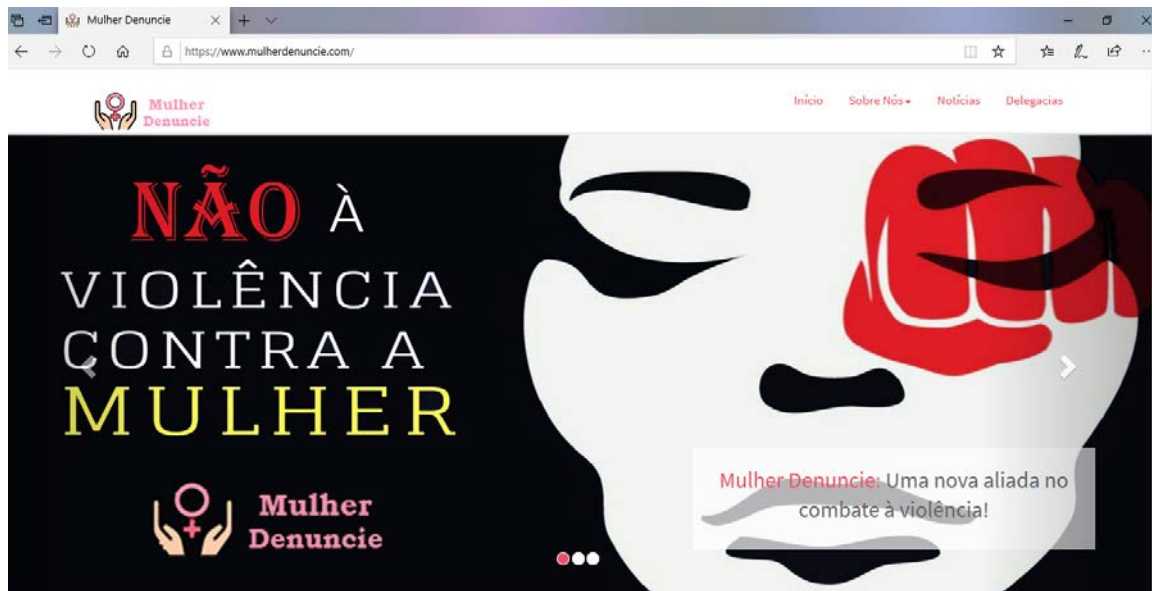 Mulher Denuncie
https://www.mulherdenuncie.com/
Mulher
Denuncie
Início Sobre Nós Notícias Delegacias
NÃO À
VIOLÊNCIA
CONTRA A
MULHER
Mulher
Denuncie
Mulher Denuncie: Uma nova aliada no
combate à violência!